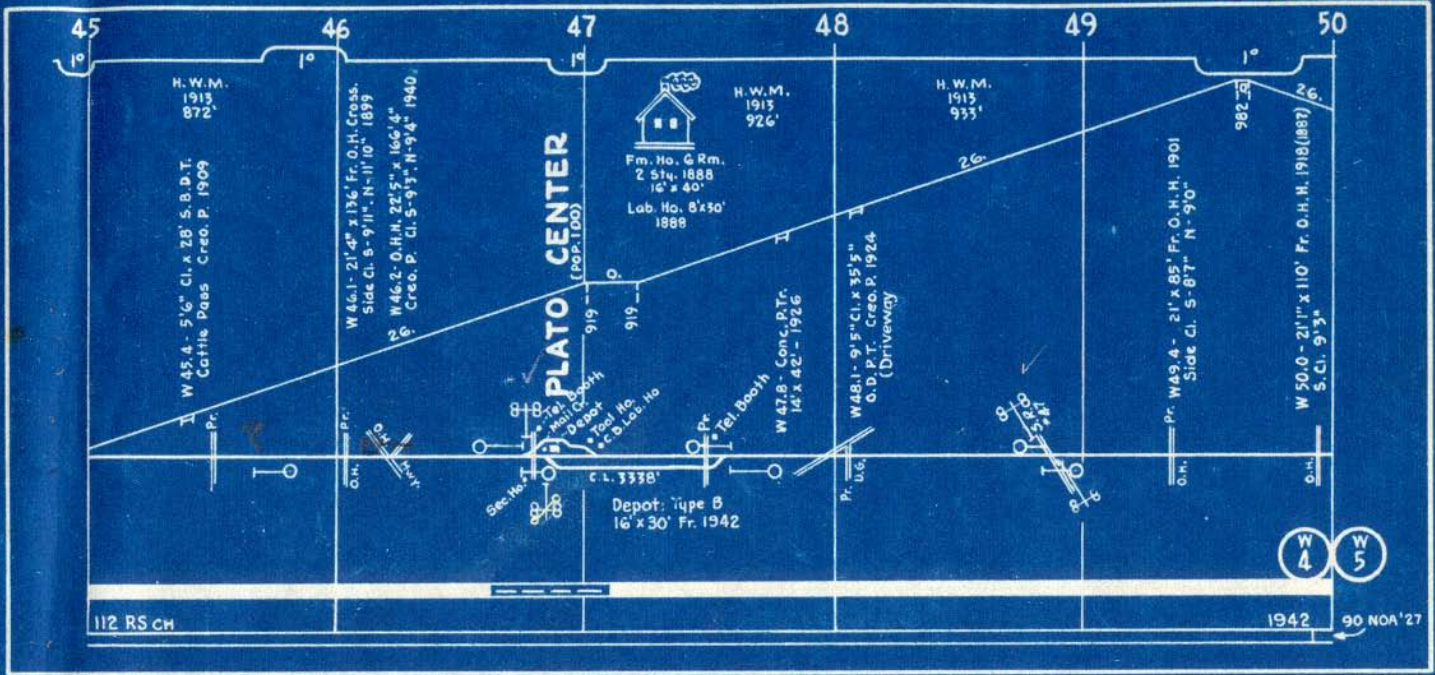 45 46 47 48 49 50
1° 1° 1° 1°
H.W.M.
1913
872'
W 45.4 - 5'6" Cl. x 28' S.B.D.T.
Cattle Pass Creo. P. 1909
W 46.1 - 21'4" x 136' Fr. O.H. Cross.
Side Cl. S-9'11". N-11'10" 1899
W 46.2 - O.H.H. 22'5" x 166'4"
Creo. P. Cl. S-9'3". N-9'4" 1940
PLATO CENTER
(POP. 100)
Fm. Ho. 6 Rm.
2 Sty. 1888
16' x 40'
Lab. Ho. 8'x30'
1888
H.W.M.
1913
926'
H.W.M.
1913
933'
W 47.8 - Conc. P. Tr.
14' x 42' - 1926
W 48.1 - 9'5" Cl. x 35'5"
O.D.P.T. Creo. P. 1924
(Driveway)
W 49.4 - 21' x 85' Fr. O.H.H. 1901
Side Cl. S-8'7" N-9'0"
W 50.0 - 21'1" x 110' Fr. O.H.H. 1918 (1887)
S. Cl. 9'3"
26.
0.
26.
26.
919
919
982
Pr.
O.H.
Pr.
O.H.
Hwy.
Tel. Booth
Mail Cr.
Depot
Tool Ho.
C.B. Lab. Ho
Sec. Ho.
Pr.
Tel. Booth
C.L. 3338'
Depot: Type B
16' x 30' Fr. 1942
Pr.
U.G.
S.R.
#47
Pr.
O.H.
O.H.
W
4
W
5
112 RS CH
1942
90 NOA '27